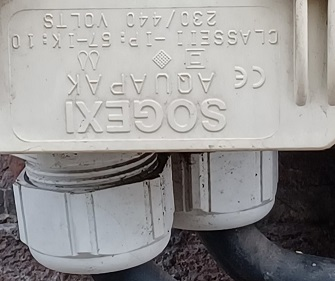 SOGEXI
AQUAPAK
CE
CLASSE II - IP: 67 - IK: 10
230/440 VOLTS